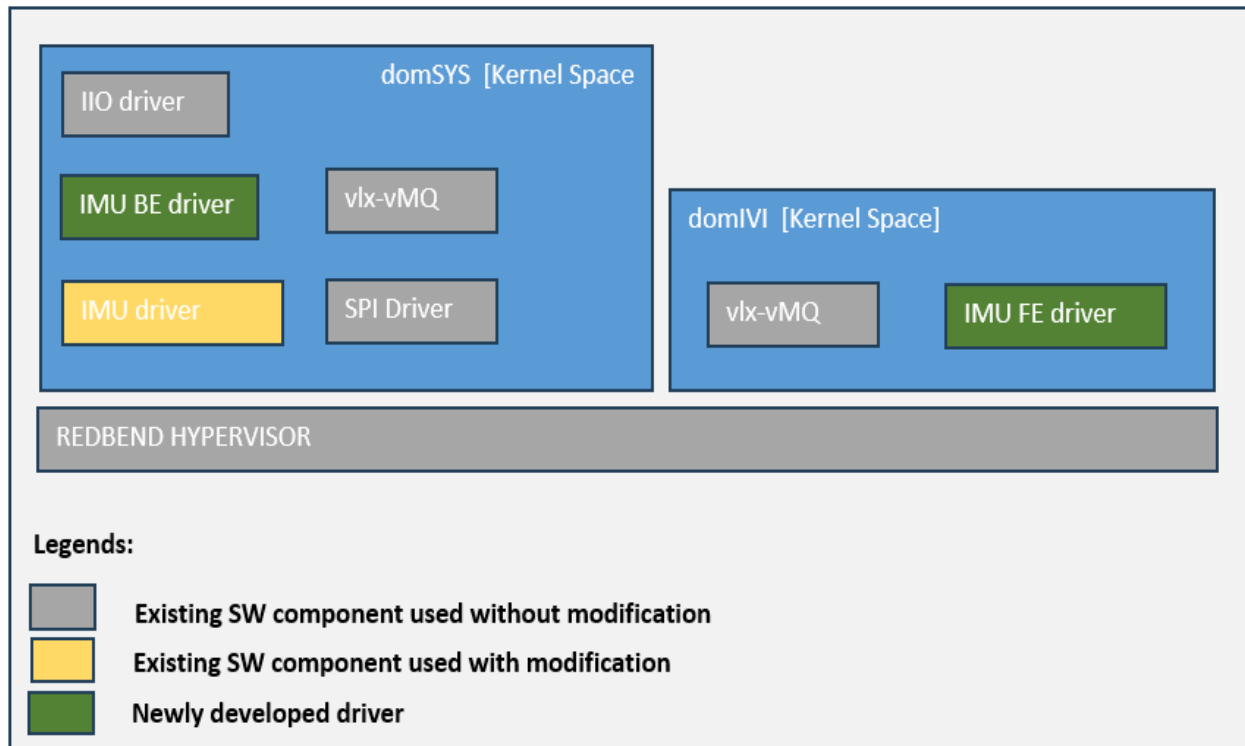 domSYS [Kernel Space
IIO driver
IMU BE driver
vlx-vMQ
IMU driver
SPI Driver
domIVI [Kernel Space]
vlx-vMQ
IMU FE driver
REDBEND HYPERVISOR
Legends:
Existing SW component used without modification
Existing SW component used with modification
Newly developed driver